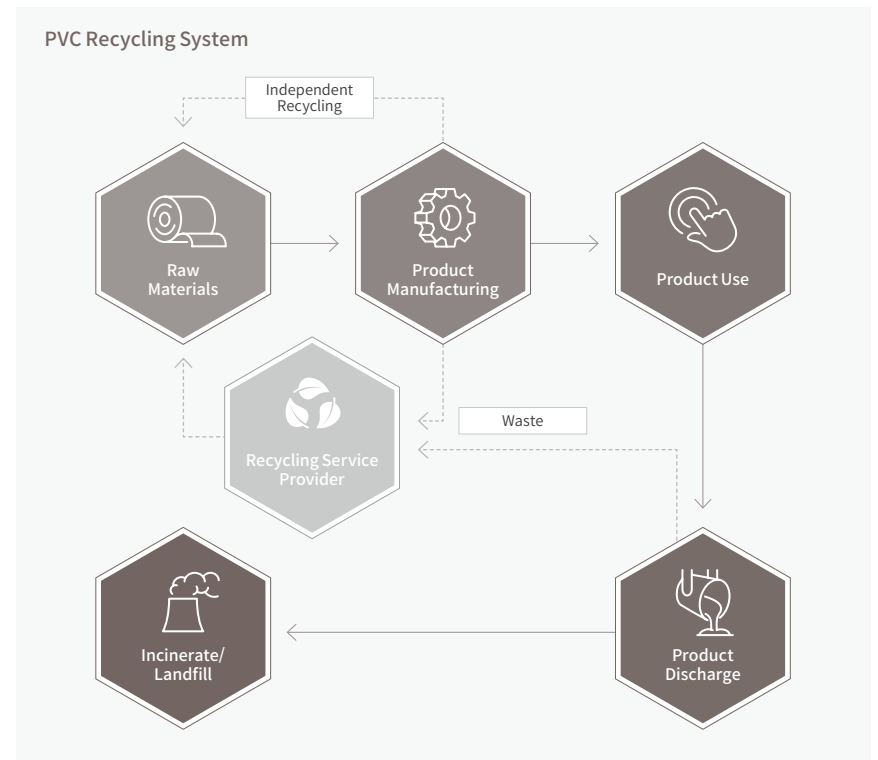 PVC Recycling System
Independent
Recycling
Raw
Materials
Product
Manufacturing
Product Use
Waste
Recycling Service
Provider
Incinerate/
Landfill
Product
Discharge